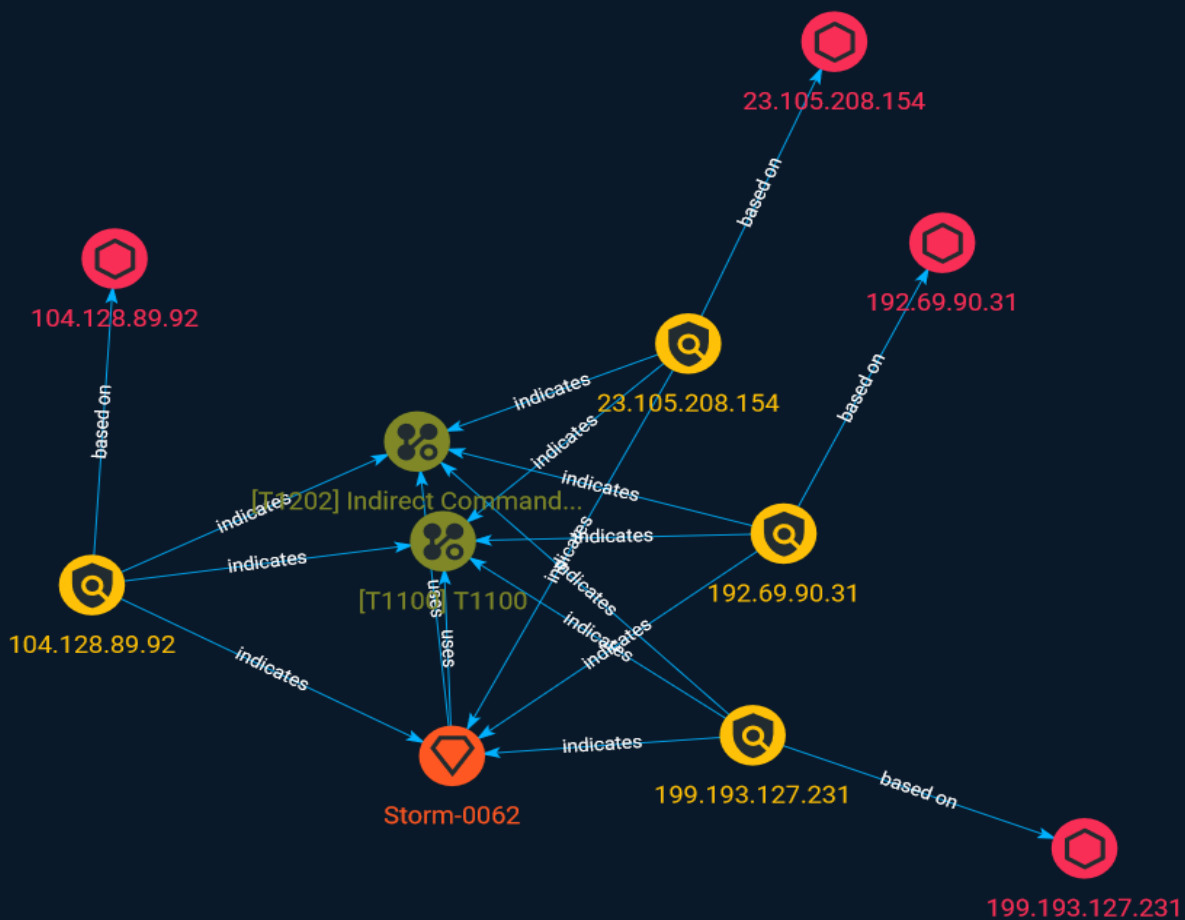 23.105.208.154
based on
104.128.89.92
192.69.90.31
based on
based on
indicates
23.105.208.154
indicates
indicates
indicates
[T1202] Indirect Command...
indicates
indicates
indicates
indicates
104.128.89.92
uses
[T1100] T1100
indicates
192.69.90.31
indicates
indicates
uses
indicates
indicates
199.193.127.231
based on
Storm-0062
199.193.127.231